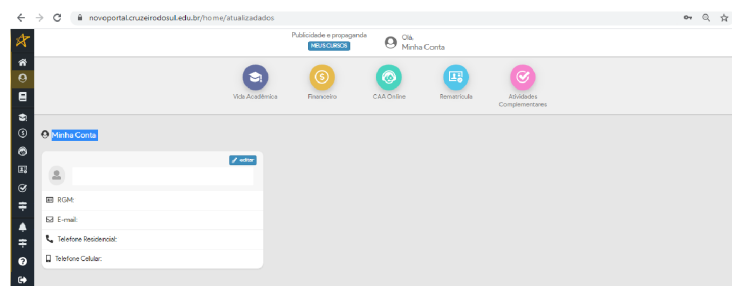 novoportal.cruzeirodosul.edu.br/home/atualizadados
Publicidade e propaganda
MEUS CURSOS
Olá,
Minha Conta
Vida Acadêmica
Financeiro
CAA Online
Rematrícula
Atividades
Complementares
Minha Conta
editar
RGM:
E-mail:
Telefone Residencial:
Telefone Celular: